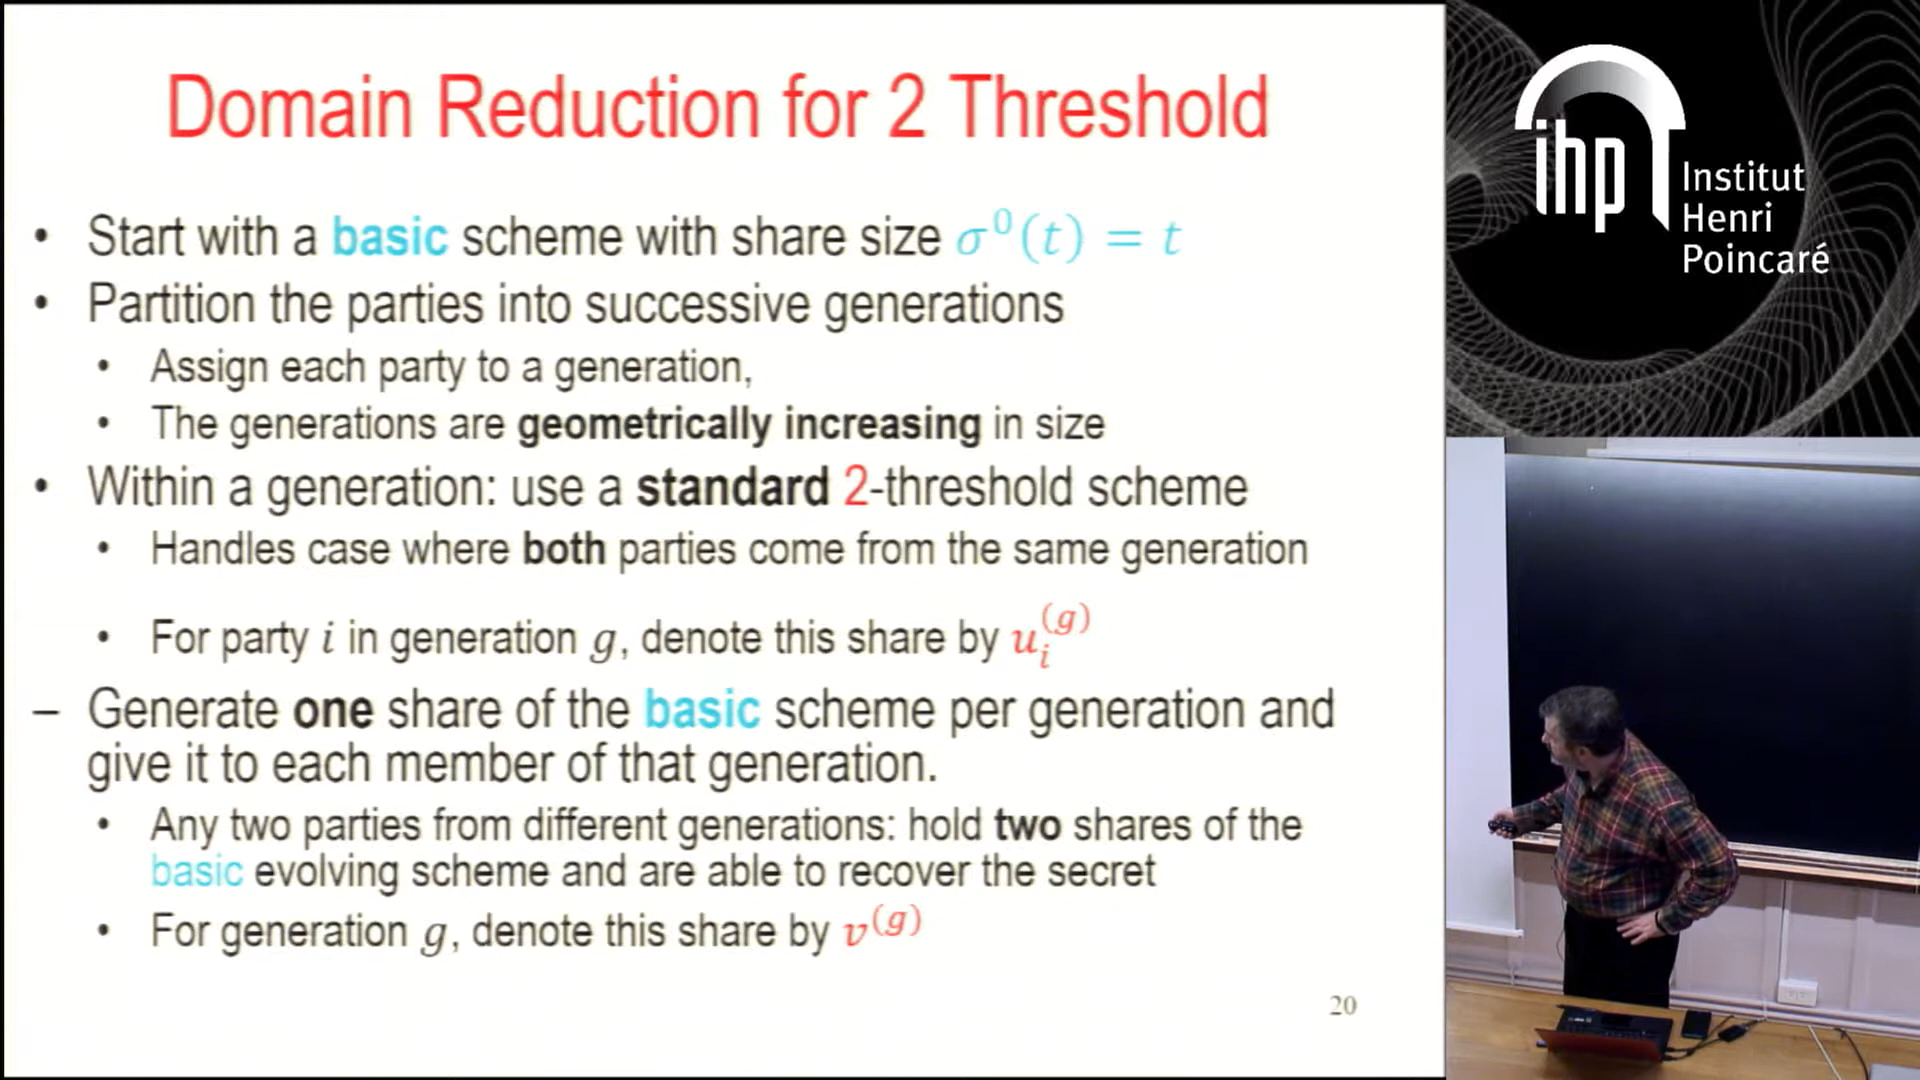 Domain Reduction for 2 Threshold
• Start with a basic scheme with share size σ⁰(t) = t
• Partition the parties into successive generations
• Assign each party to a generation,
• The generations are geometrically increasing in size
• Within a generation: use a standard 2-threshold scheme
• Handles case where both parties come from the same generation
• For party i in generation g, denote this share by uᵢ⁽ᵍ⁾
– Generate one share of the basic scheme per generation and
give it to each member of that generation.
• Any two parties from different generations: hold two shares of the
basic evolving scheme and are able to recover the secret
• For generation g, denote this share by v⁽ᵍ⁾
20
ihp
Institut
Henri
Poincaré